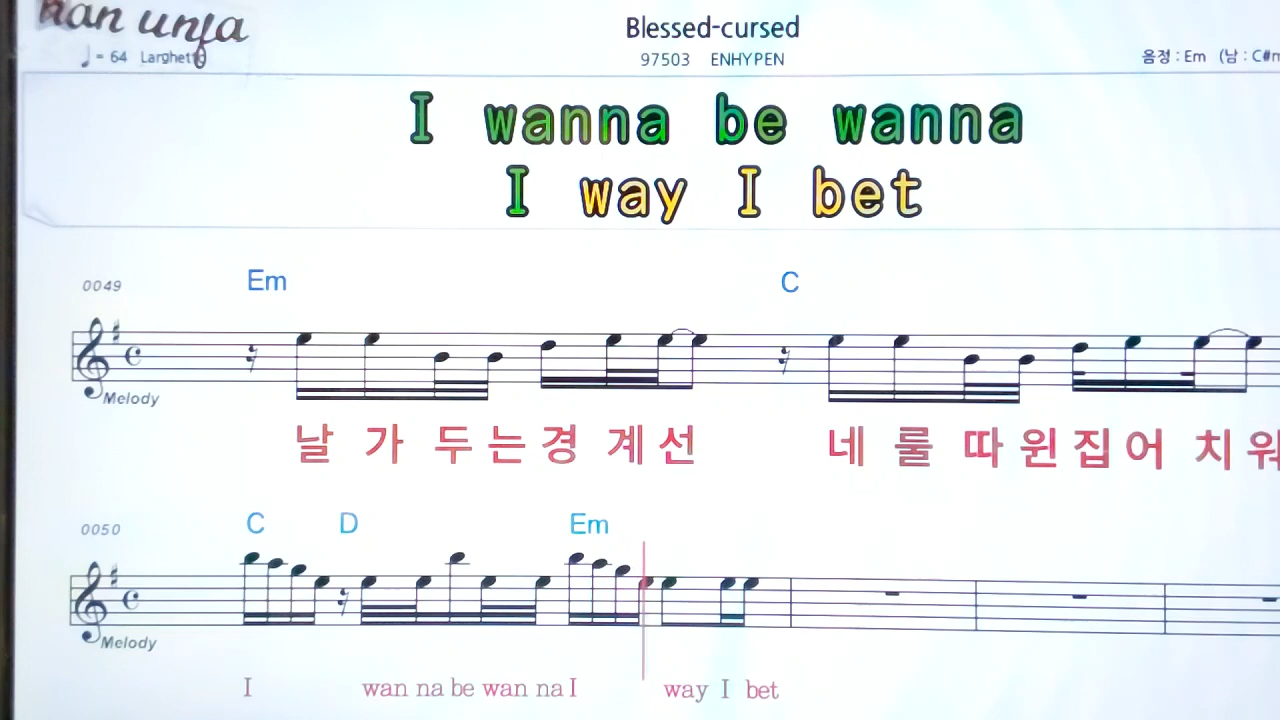 han unfa
♩= 64 Larghetto
Blessed-cursed
97503 ENHYPEN
음정 : Em (남 : C#m
I wanna be wanna
I way I bet
0049 Em C
Melody
날 가 두 는 경 계 선 네 룰 따 윈 집 어 치 워
0050 C D Em
Melody
I wan na be wan na I way I bet